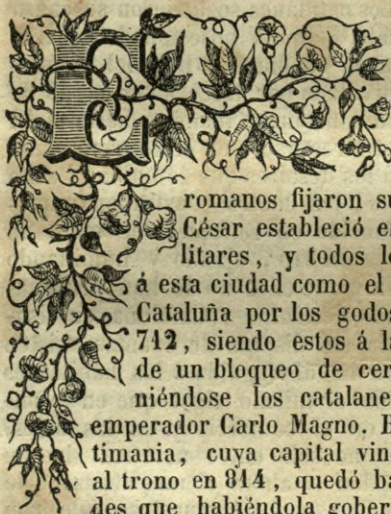 E
romanos fijaron su
César estableció e
litares, y todos l
á esta ciudad como el
Cataluña por los godos
712, siendo estos á l
de un bloqueo de cer
niéndose los catalane
emperador Carlo Magno. E
timania, cuya capital vin
al trono en 814, quedó ba
des que habiéndola gober